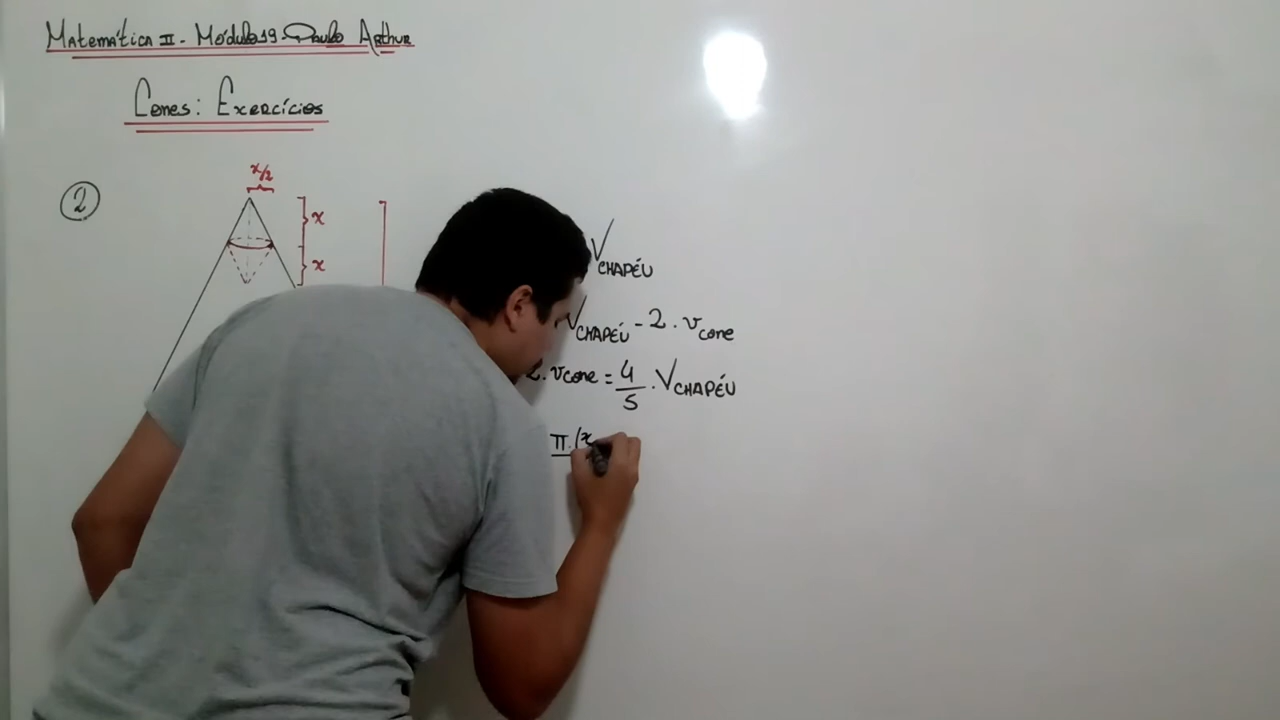 Matemática II - Módulo 19 - Paulo Arthur
Cones: Exercícios
2
x/2
x
x
V CHAPÉU
V CHAPÉU - 2 . v cone
2 . v cone = 4/5 . V CHAPÉU
π . (x